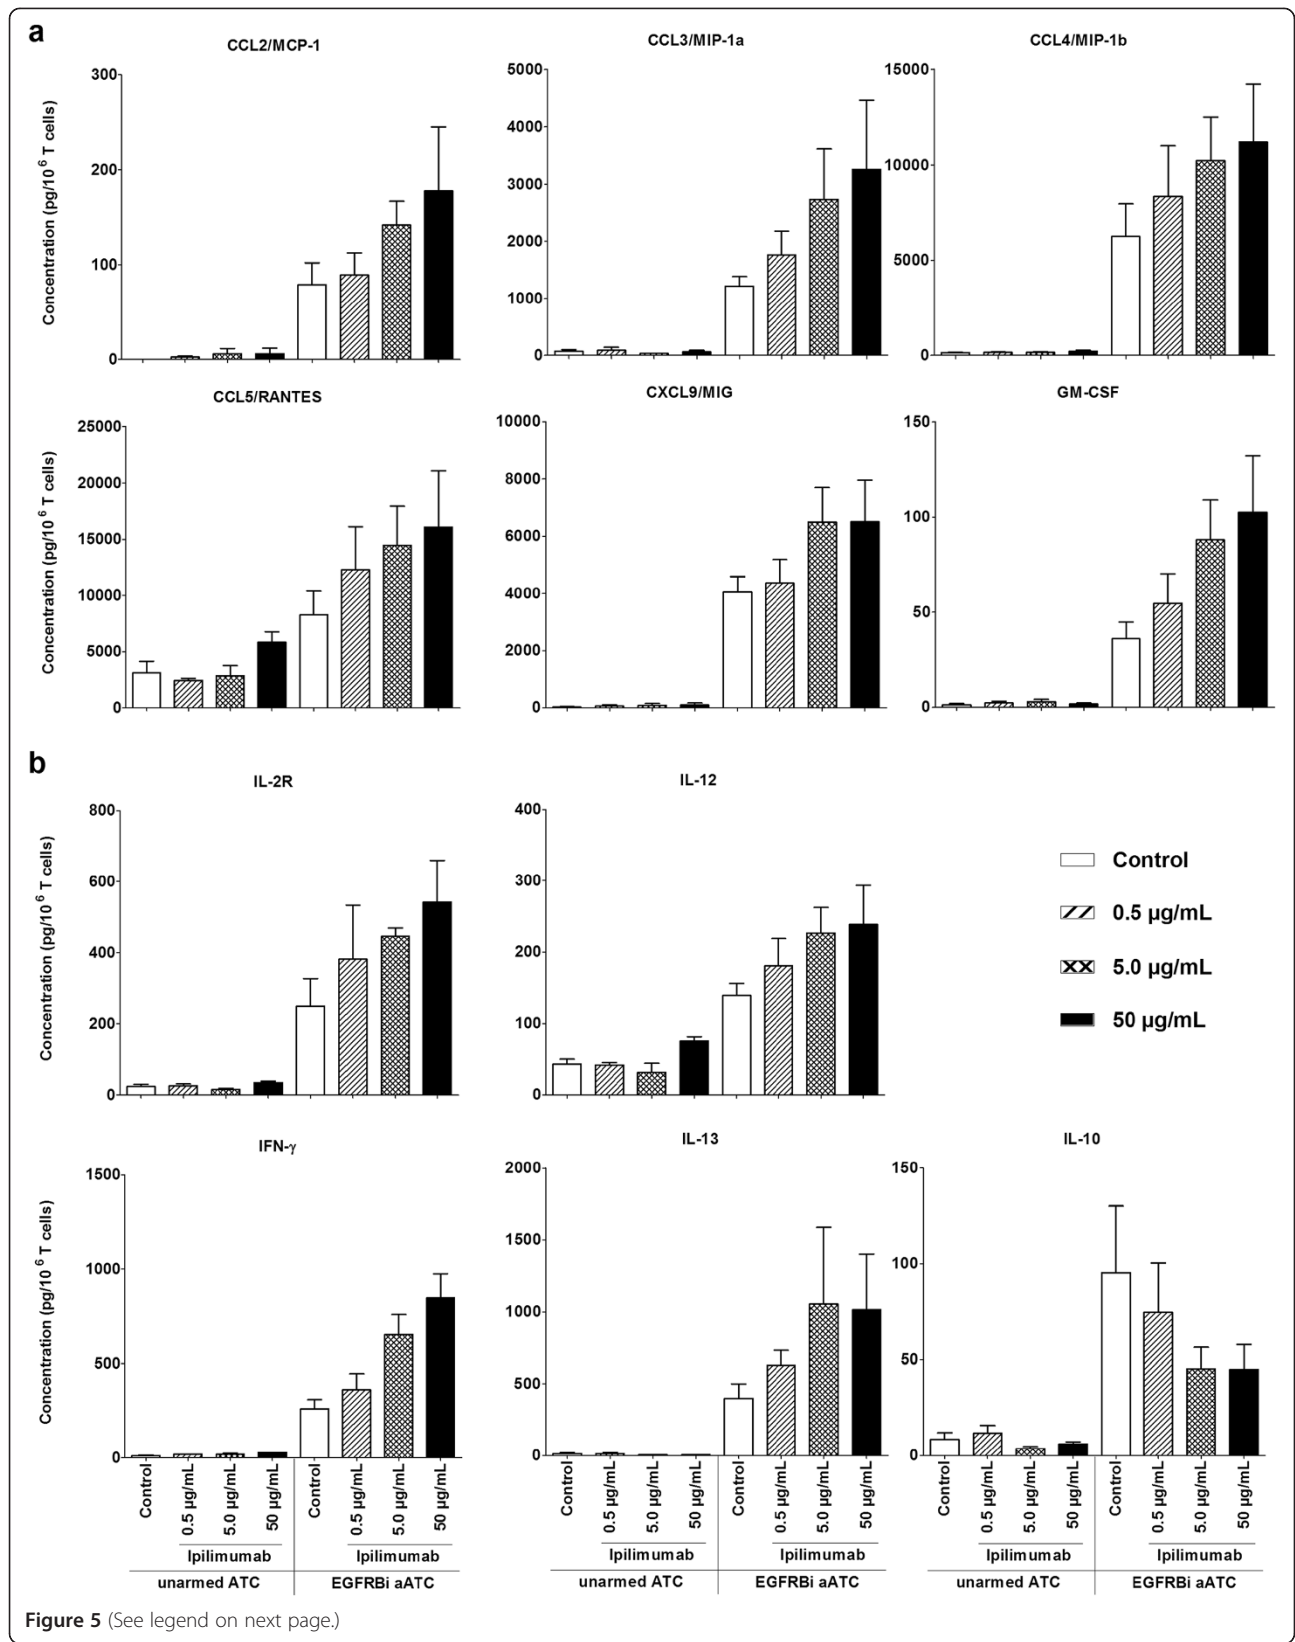 a
CCL2/MCP-1
CCL3/MIP-1a
CCL4/MIP-1b
Concentration (pg/10⁶ T cells)
300
200
100
0
5000
4000
3000
2000
1000
0
15000
10000
5000
0
CCL5/RANTES
CXCL9/MIG
GM-CSF
Concentration (pg/10⁶ T cells)
25000
20000
15000
10000
5000
0
10000
8000
6000
4000
2000
0
150
100
50
0
b
IL-2R
IL-12
Concentration (pg/10⁶ T cells)
800
600
400
200
0
400
300
200
100
0
Control
0.5 µg/mL
5.0 µg/mL
50 µg/mL
IFN-γ
IL-13
IL-10
Concentration (pg/10⁶ T cells)
1500
1000
500
0
2000
1500
1000
500
0
150
100
50
0
Control 0.5 µg/mL 5.0 µg/mL 50 µg/mL Control 0.5 µg/mL 5.0 µg/mL 50 µg/mL
Ipilimumab Ipilimumab
unarmed ATC EGFRBi aATC
Control 0.5 µg/mL 5.0 µg/mL 50 µg/mL Control 0.5 µg/mL 5.0 µg/mL 50 µg/mL
Ipilimumab Ipilimumab
unarmed ATC EGFRBi aATC
Control 0.5 µg/mL 5.0 µg/mL 50 µg/mL Control 0.5 µg/mL 5.0 µg/mL 50 µg/mL
Ipilimumab Ipilimumab
unarmed ATC EGFRBi aATC
Figure 5 (See legend on next page.)